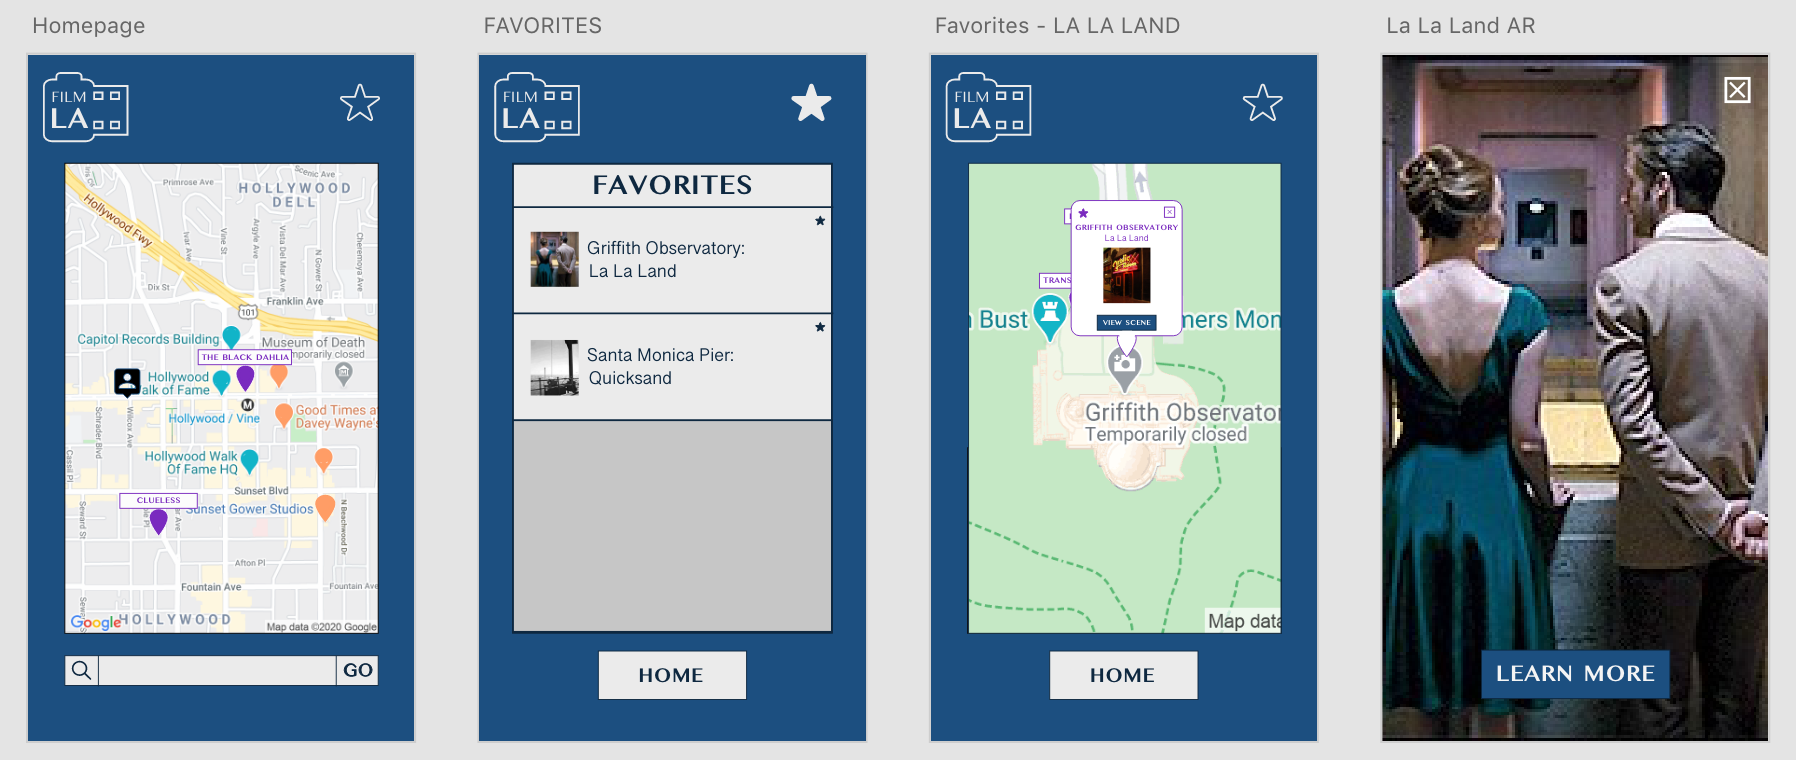 Homepage
FILM
LA
Scenic Ave
Primrose Ave
HOLLYWOOD
DELL
Hollywood Fwy
Ivar Ave
Vine St
Argyle Ave
Vista Del Mar Ave
N Gower St
Cheremoya Ave
Dix St
Franklin Ave
101
Capitol Records Building
Museum of Death
mporarily closed
THE BLACK DAHLIA
Hollywood
alk of Fame
M
Hollywood / Vine
Good Times at
Davey Wayne's
Schrader Blvd
Wilcox Ave
Cassil Pl
Hollywood Walk
Of Fame HQ
Sunset Blvd
CLUELESS
Sunset Gower Studios
Seward St
N Beachwood Dr
Afton Pl
Fountain Ave
Fountain Ave
Google
HOLLYWOOD
Map data ©2020 Google
GO
FAVORITES
FILM
LA
FAVORITES
Griffith Observatory:
La La Land
Santa Monica Pier:
Quicksand
HOME
Favorites - LA LA LAND
FILM
LA
GRIFFITH OBSERVATORY
La La Land
TRANS
VIEW SCENE
n Bust
mers Mon
Griffith Observator
Temporarily closed
Map data
HOME
La La Land AR
LEARN MORE